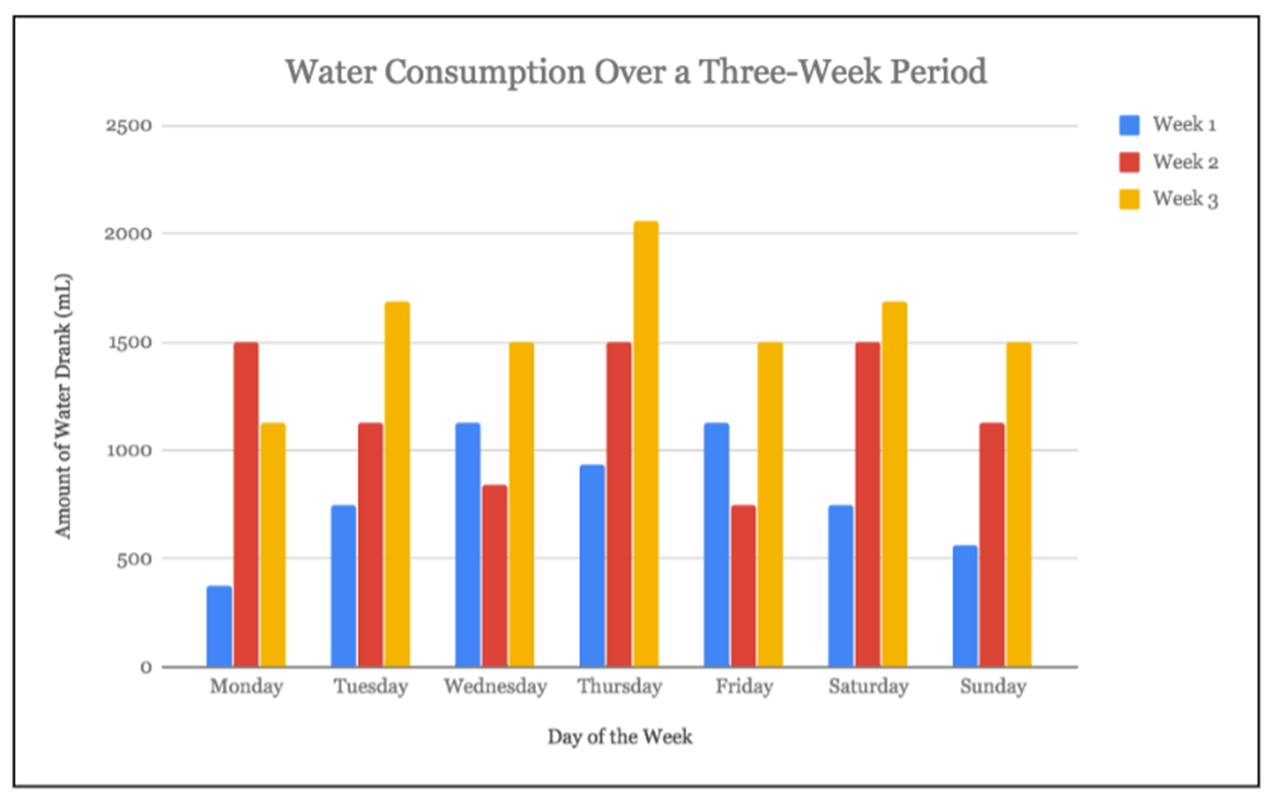 Water Consumption Over a Three-Week Period
Week 1
Week 2
Week 3
Amount of Water Drank (mL)
2500
2000
1500
1000
500
0
Monday Tuesday Wednesday Thursday Friday Saturday Sunday
Day of the Week